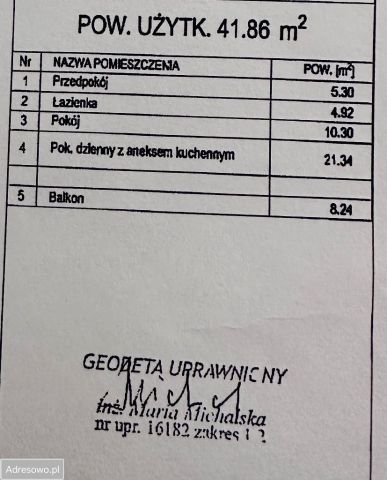 POW. UŻYTK. 41.86 m²
Nr NAZWA POMIESZCZENIA POW. [m²]
1 Przedpokój 5.30
2 Łazienka 4.92
3 Pokój 10.30
4 Pok. dzienny z aneksem kuchennym 21.34
5 Balkon 8.24
GEODETA UPRAWNIONY
inż. Maria Michalska
nr upr. 16182 zakres 1.2
Adresowo.pl